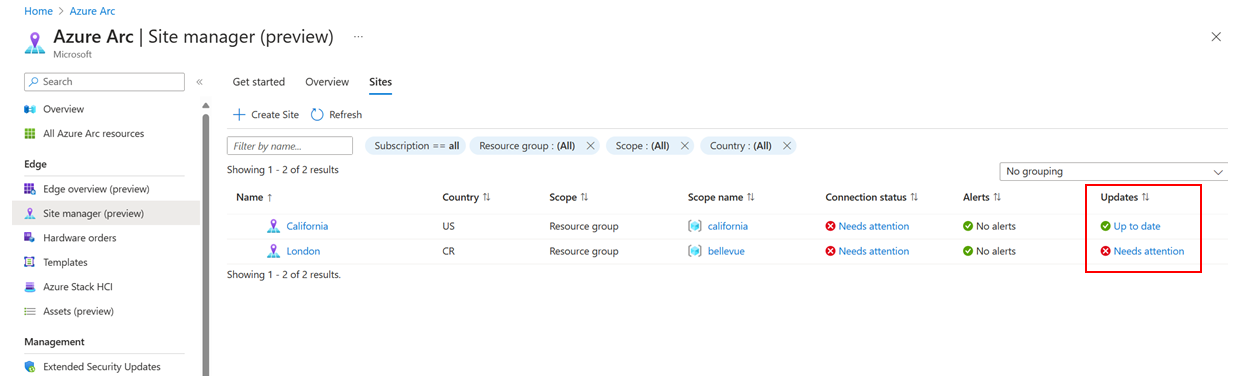 Home > Azure Arc
Azure Arc | Site manager (preview) ...
Microsoft
Search «
Overview
All Azure Arc resources
Edge
Edge overview (preview)
Site manager (preview)
Hardware orders
Templates
Azure Stack HCI
Assets (preview)
Management
Extended Security Updates
Get started Overview Sites
Create Site Refresh
Filter by name... Subscription == all Resource group : (All) Scope : (All) Country : (All)
Showing 1 - 2 of 2 results
No grouping
Name ↑ Country ↑↓ Scope ↑↓ Scope name ↑↓ Connection status ↑↓ Alerts ↑↓ Updates ↑↓
California US Resource group california Needs attention No alerts Up to date
London CR Resource group bellevue Needs attention No alerts Needs attention
Showing 1 - 2 of 2 results.